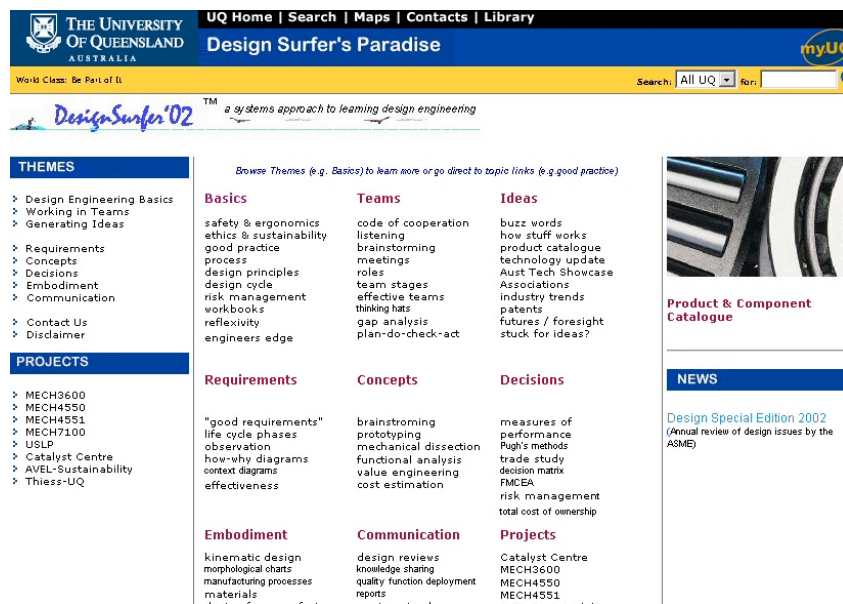 THE UNIVERSITY
OF QUEENSLAND
AUSTRALIA
UQ Home | Search | Maps | Contacts | Library
Design Surfer's Paradise
myUQ
World Class: Be Part of It
Search: All UQ for:
DesignSurfer'02 TM a systems approach to learning design engineering
THEMES
Design Engineering Basics
Working in Teams
Generating Ideas
Requirements
Concepts
Decisions
Embodiment
Communication
Contact Us
Disclaimer
PROJECTS
MECH3600
MECH4550
MECH4551
MECH7100
USLP
Catalyst Centre
AVEL-Sustainability
Thiess-UQ
Browse Themes (e.g. Basics) to learn more or go direct to topic links (e.g.good practice)
Basics
safety & ergonomics
ethics & sustainability
good practice
process
design principles
design cycle
risk management
workbooks
reflexivity
engineers edge
Teams
code of cooperation
listening
brainstorming
meetings
roles
team stages
effective teams
thinking hats
gap analysis
plan-do-check-act
Ideas
buzz words
how stuff works
product catalogue
technology update
Aust Tech Showcase
Associations
industry trends
patents
futures / foresight
stuck for ideas?
Requirements
"good requirements"
life cycle phases
observation
how-why diagrams
context diagrams
effectiveness
Concepts
brainstroming
prototyping
mechanical dissection
functional analysis
value engineering
cost estimation
Decisions
measures of
performance
Pugh's methods
trade study
decision matrix
FMCEA
risk management
total cost of ownership
Embodiment
kinematic design
morphological charts
manufacturing processes
materials
Communication
design reviews
knowledge sharing
quality function deployment
reports
Projects
Catalyst Centre
MECH3600
MECH4550
MECH4551
Product & Component
Catalogue
NEWS
Design Special Edition 2002
(Annual review of design issues by the
ASME)